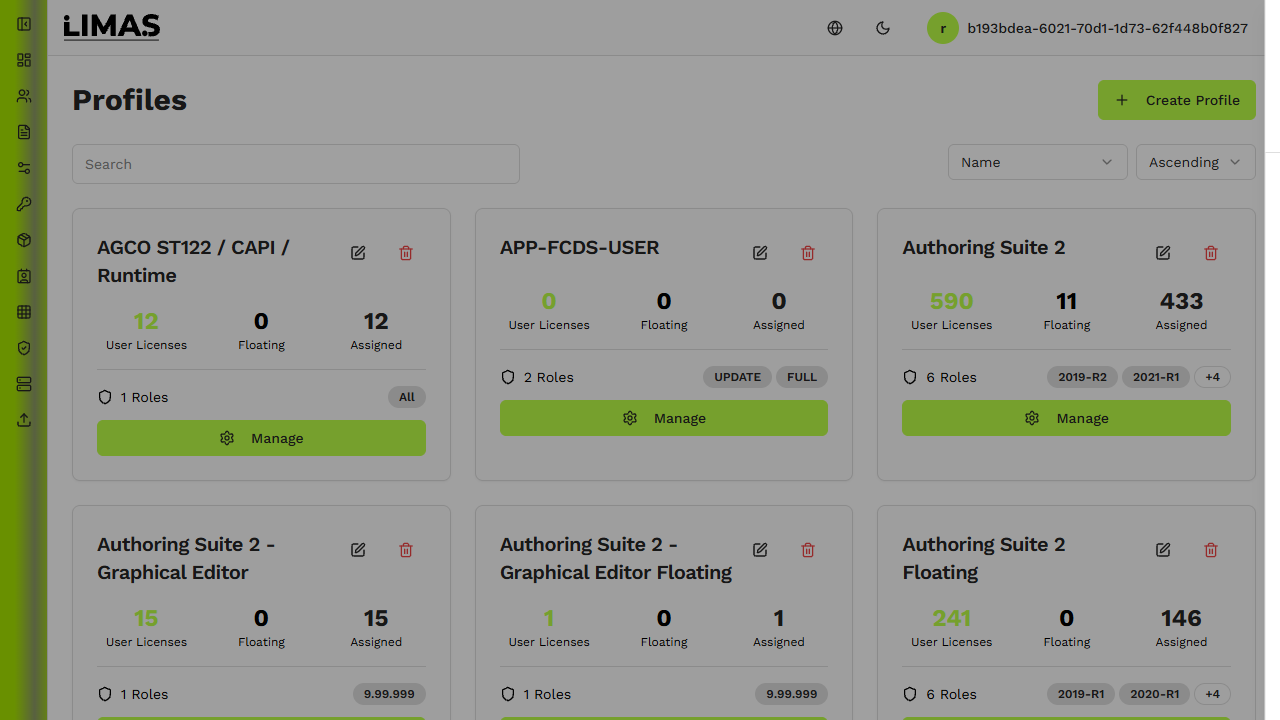 LIMAS
r
b193bdea-6021-70d1-1d73-62f448b0f827
Profiles
Create Profile
Search
Name
Ascending
AGCO ST122 / CAPI /
Runtime
12
0
12
User Licenses
Floating
Assigned
1 Roles
All
Manage
APP-FCDS-USER
0
0
0
User Licenses
Floating
Assigned
2 Roles
UPDATE
FULL
Manage
Authoring Suite 2
590
11
433
User Licenses
Floating
Assigned
6 Roles
2019-R2
2021-R1
+4
Manage
Authoring Suite 2 -
Graphical Editor
15
0
15
User Licenses
Floating
Assigned
1 Roles
9.99.999
Authoring Suite 2 -
Graphical Editor Floating
1
0
1
User Licenses
Floating
Assigned
1 Roles
9.99.999
Authoring Suite 2
Floating
241
0
146
User Licenses
Floating
Assigned
6 Roles
2019-R1
2020-R1
+4